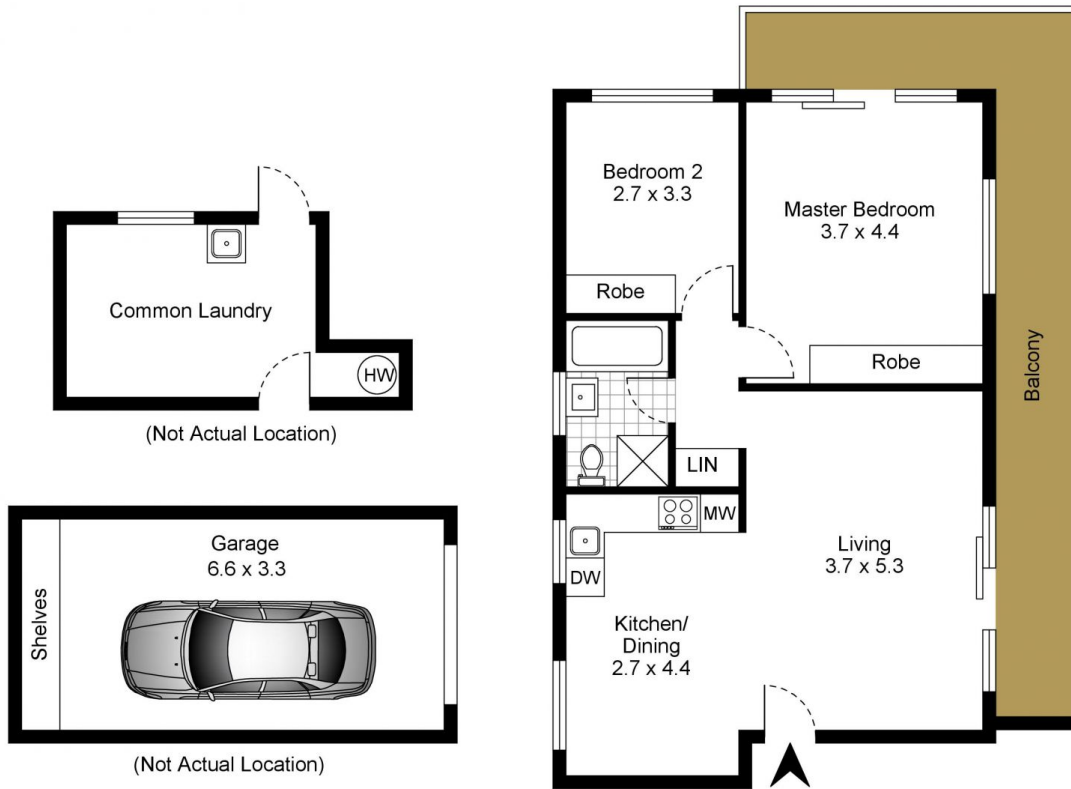 Common Laundry
HW
(Not Actual Location)
Garage
6.6 x 3.3
Shelves
(Not Actual Location)
Bedroom 2
2.7 x 3.3
Robe
Master Bedroom
3.7 x 4.4
Robe
Balcony
LIN
MW
DW
Living
3.7 x 5.3
Kitchen/
Dining
2.7 x 4.4